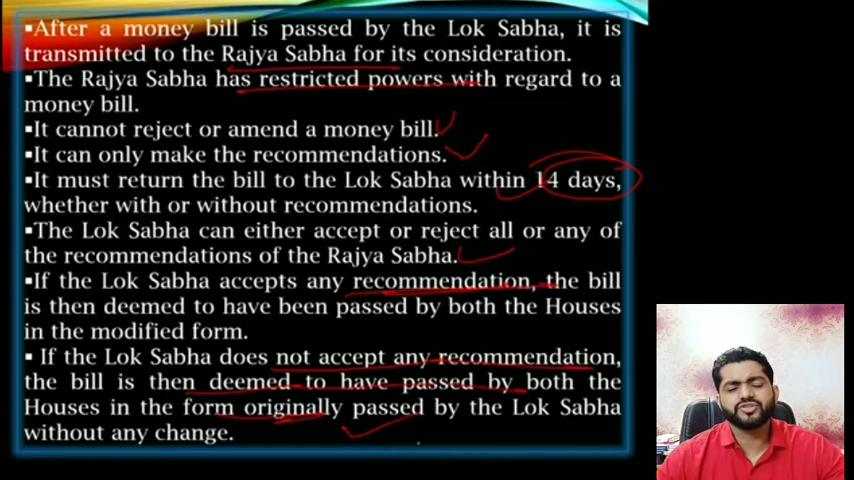 ▪After a money bill is passed by the Lok Sabha, it is
transmitted to the Rajya Sabha for its consideration.
▪The Rajya Sabha has restricted powers with regard to a
money bill.
▪It cannot reject or amend a money bill.
▪It can only make the recommendations.
▪It must return the bill to the Lok Sabha within 14 days,
whether with or without recommendations.
▪The Lok Sabha can either accept or reject all or any of
the recommendations of the Rajya Sabha.
▪If the Lok Sabha accepts any recommendation, the bill
is then deemed to have been passed by both the Houses
in the modified form.
▪ If the Lok Sabha does not accept any recommendation,
the bill is then deemed to have passed by both the
Houses in the form originally passed by the Lok Sabha
without any change.